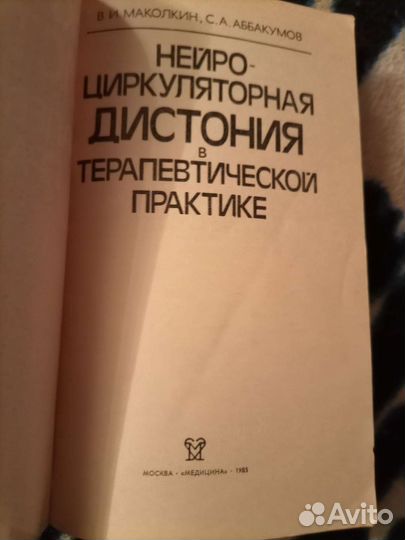 В. И. МАКОЛКИН, С. А. АББАКУМОВ
НЕЙРО-
ЦИРКУЛЯТОРНАЯ
ДИСТОНИЯ
В
ТЕРАПЕВТИЧЕСКОЙ
ПРАКТИКЕ
МОСКВА · «МЕДИЦИНА» · 1985
Avito